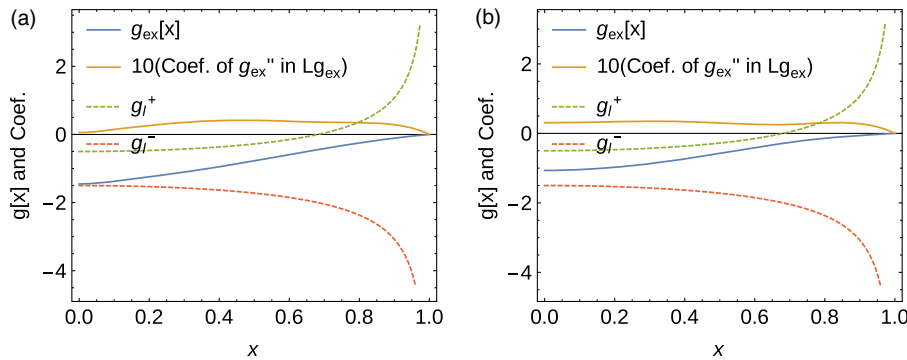 (a)
g_ex[x]
10(Coef. of g_ex'' in Lg_ex)
g_l^+
g_l^-
g[x] and Coef.
2
0
−2
−4
0.0 0.2 0.4 0.6 0.8 1.0
x
(b)
g_ex[x]
10(Coef. of g_ex'' in Lg_ex)
g_l^+
g_l^-
g[x] and Coef.
2
0
−2
−4
0.0 0.2 0.4 0.6 0.8 1.0
x